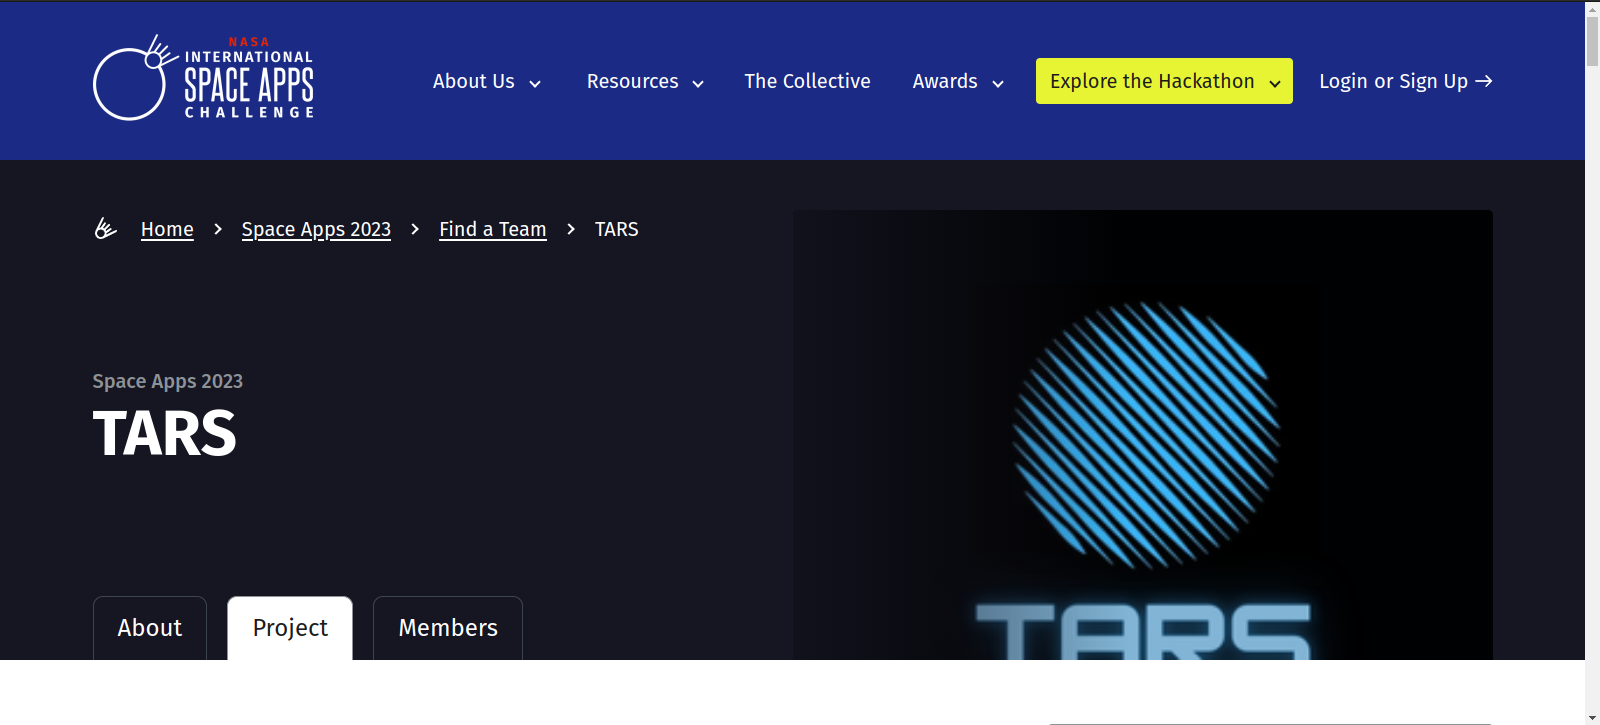 NASA
INTERNATIONAL
SPACE APPS
CHALLENGE
About Us
Resources
The Collective
Awards
Explore the Hackathon
Login or Sign Up →
Home > Space Apps 2023 > Find a Team > TARS
Space Apps 2023
TARS
About
Project
Members
TARS